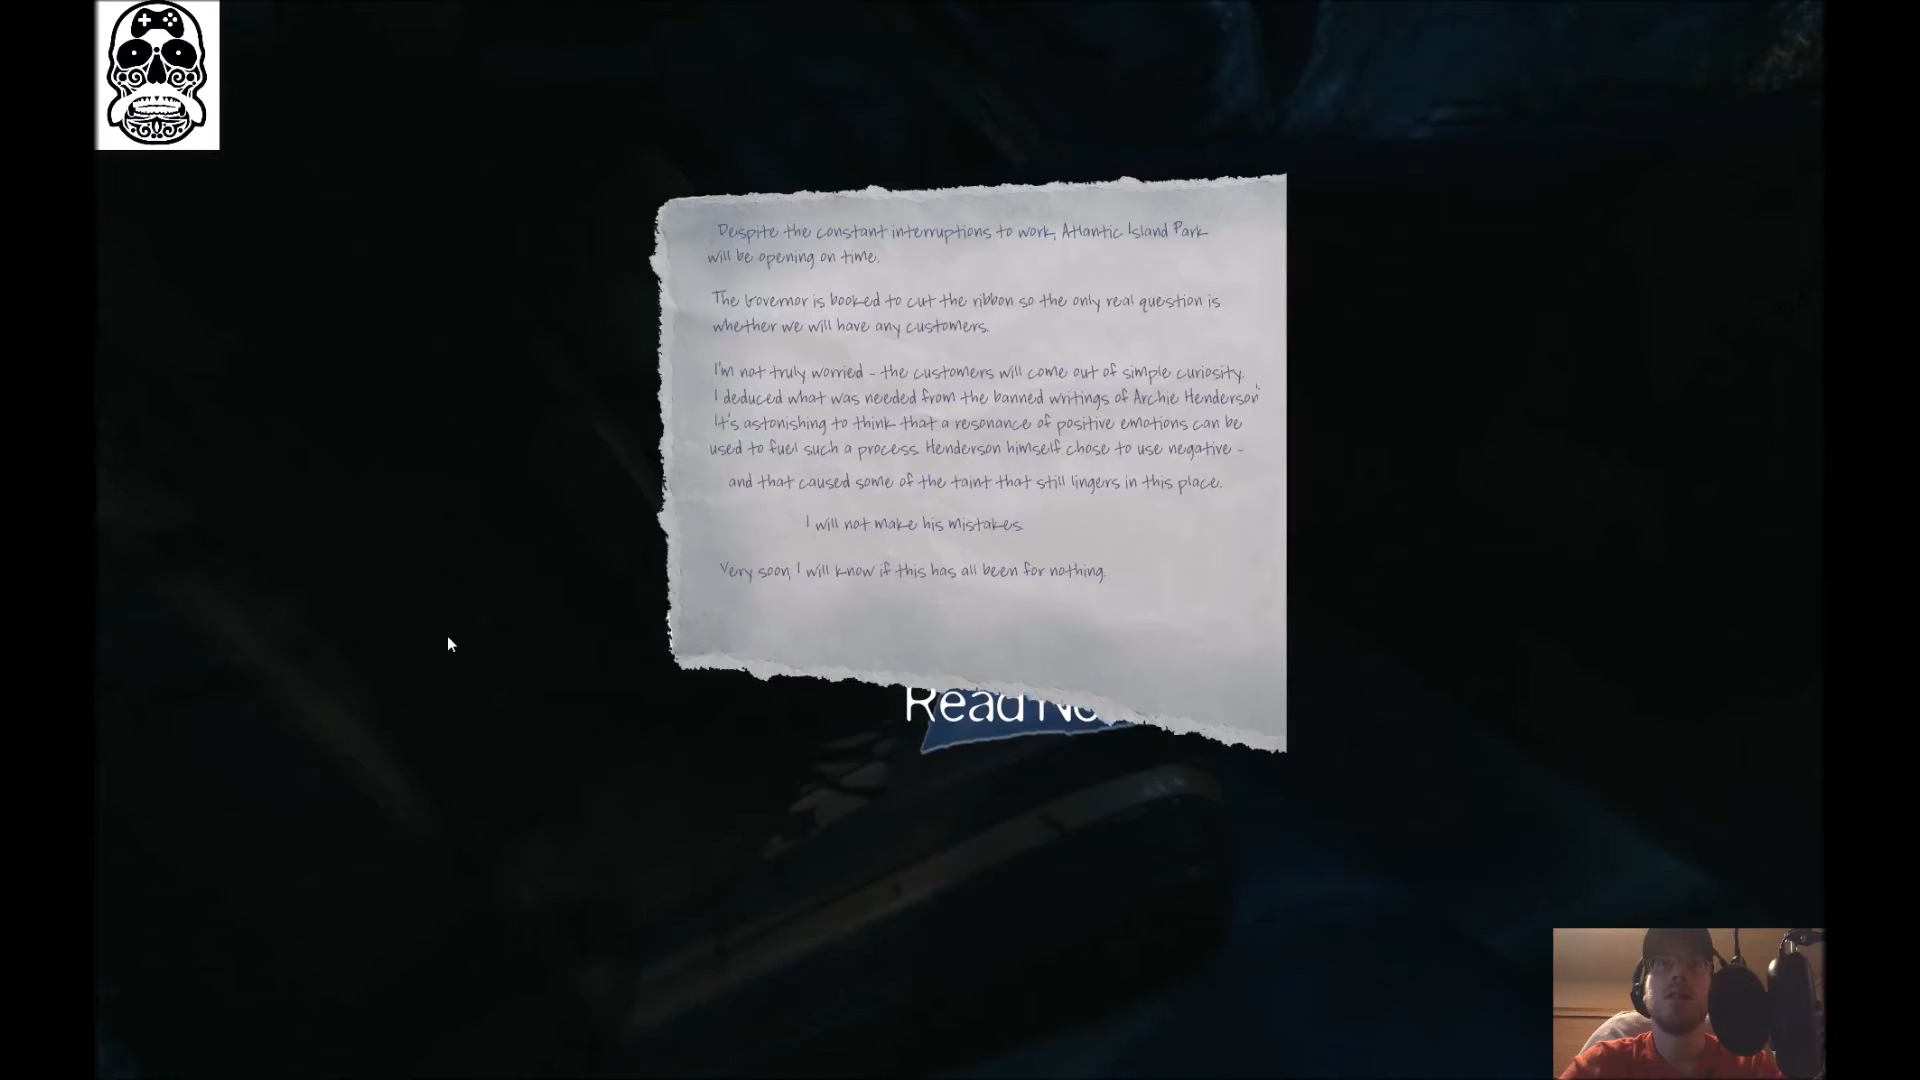 Despite the constant interruptions to work, Atlantic Island Park
will be opening on time.
The Governor is booked to cut the ribbon so the only real question is
whether we will have any customers.
I'm not truly worried - the customers will come out of simple curiosity.
I deduced what was needed from the banned writings of Archie Henderson'.
It's astonishing to think that a resonance of positive emotions can be
used to fuel such a process. Henderson himself chose to use negative -
and that caused some of the taint that still lingers in this place.
I will not make his mistakes.
Very soon, I will know if this has all been for nothing.
Read